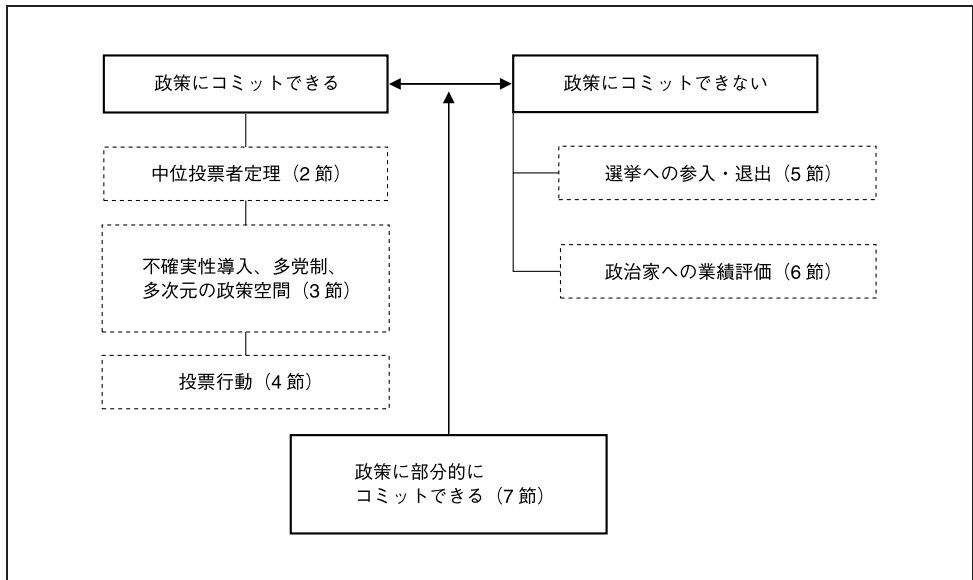 政策にコミットできる
政策にコミットできない
中位投票者定理（2 節）
選挙への参入・退出（5 節）
不確実性導入、多党制、
多次元の政策空間（3 節）
政治家への業績評価（6 節）
投票行動（4 節）
政策に部分的に
コミットできる（7 節）